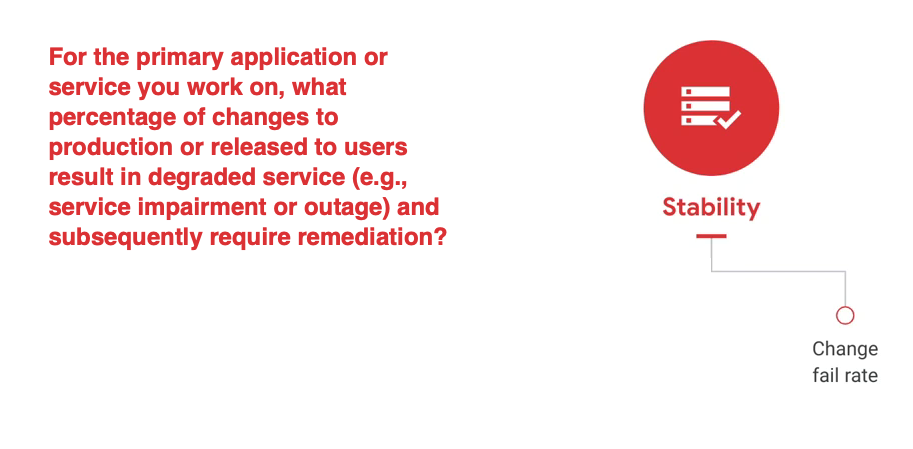 For the primary application or
service you work on, what
percentage of changes to
production or released to users
result in degraded service (e.g.,
service impairment or outage) and
subsequently require remediation?
Stability
Change
fail rate